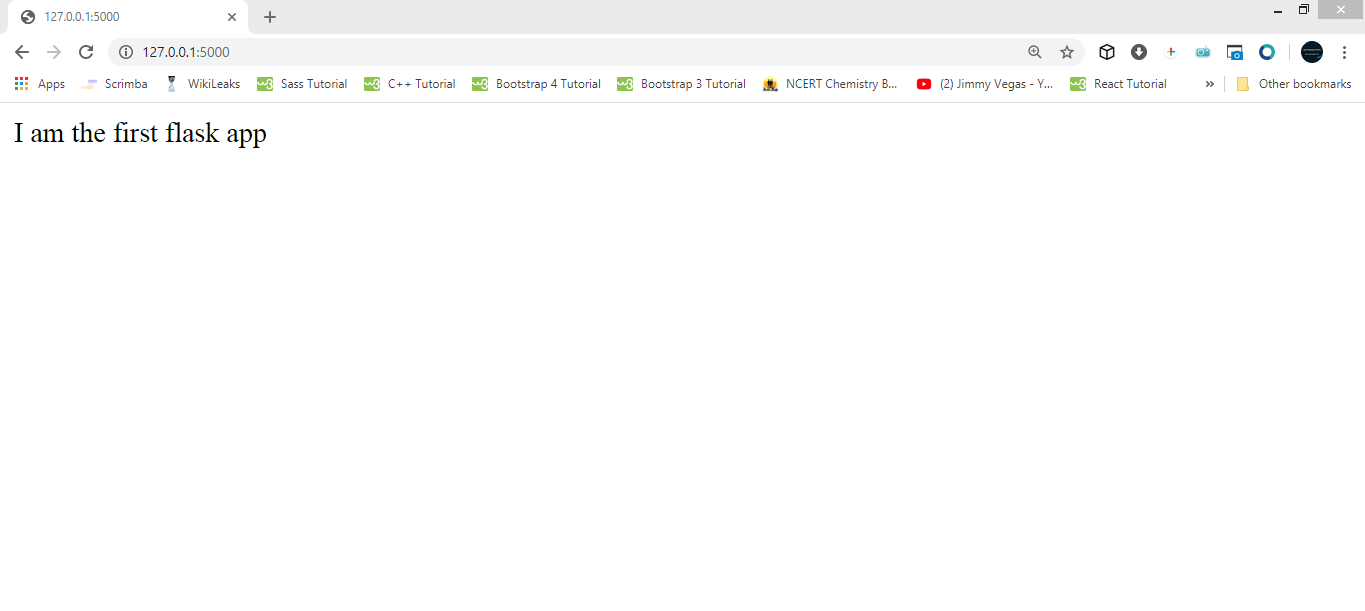 127.0.0.1:5000
127.0.0.1:5000
Apps Scrimba WikiLeaks Sass Tutorial C++ Tutorial Bootstrap 4 Tutorial Bootstrap 3 Tutorial NCERT Chemistry B... (2) Jimmy Vegas - Y... React Tutorial » Other bookmarks
I am the first flask app